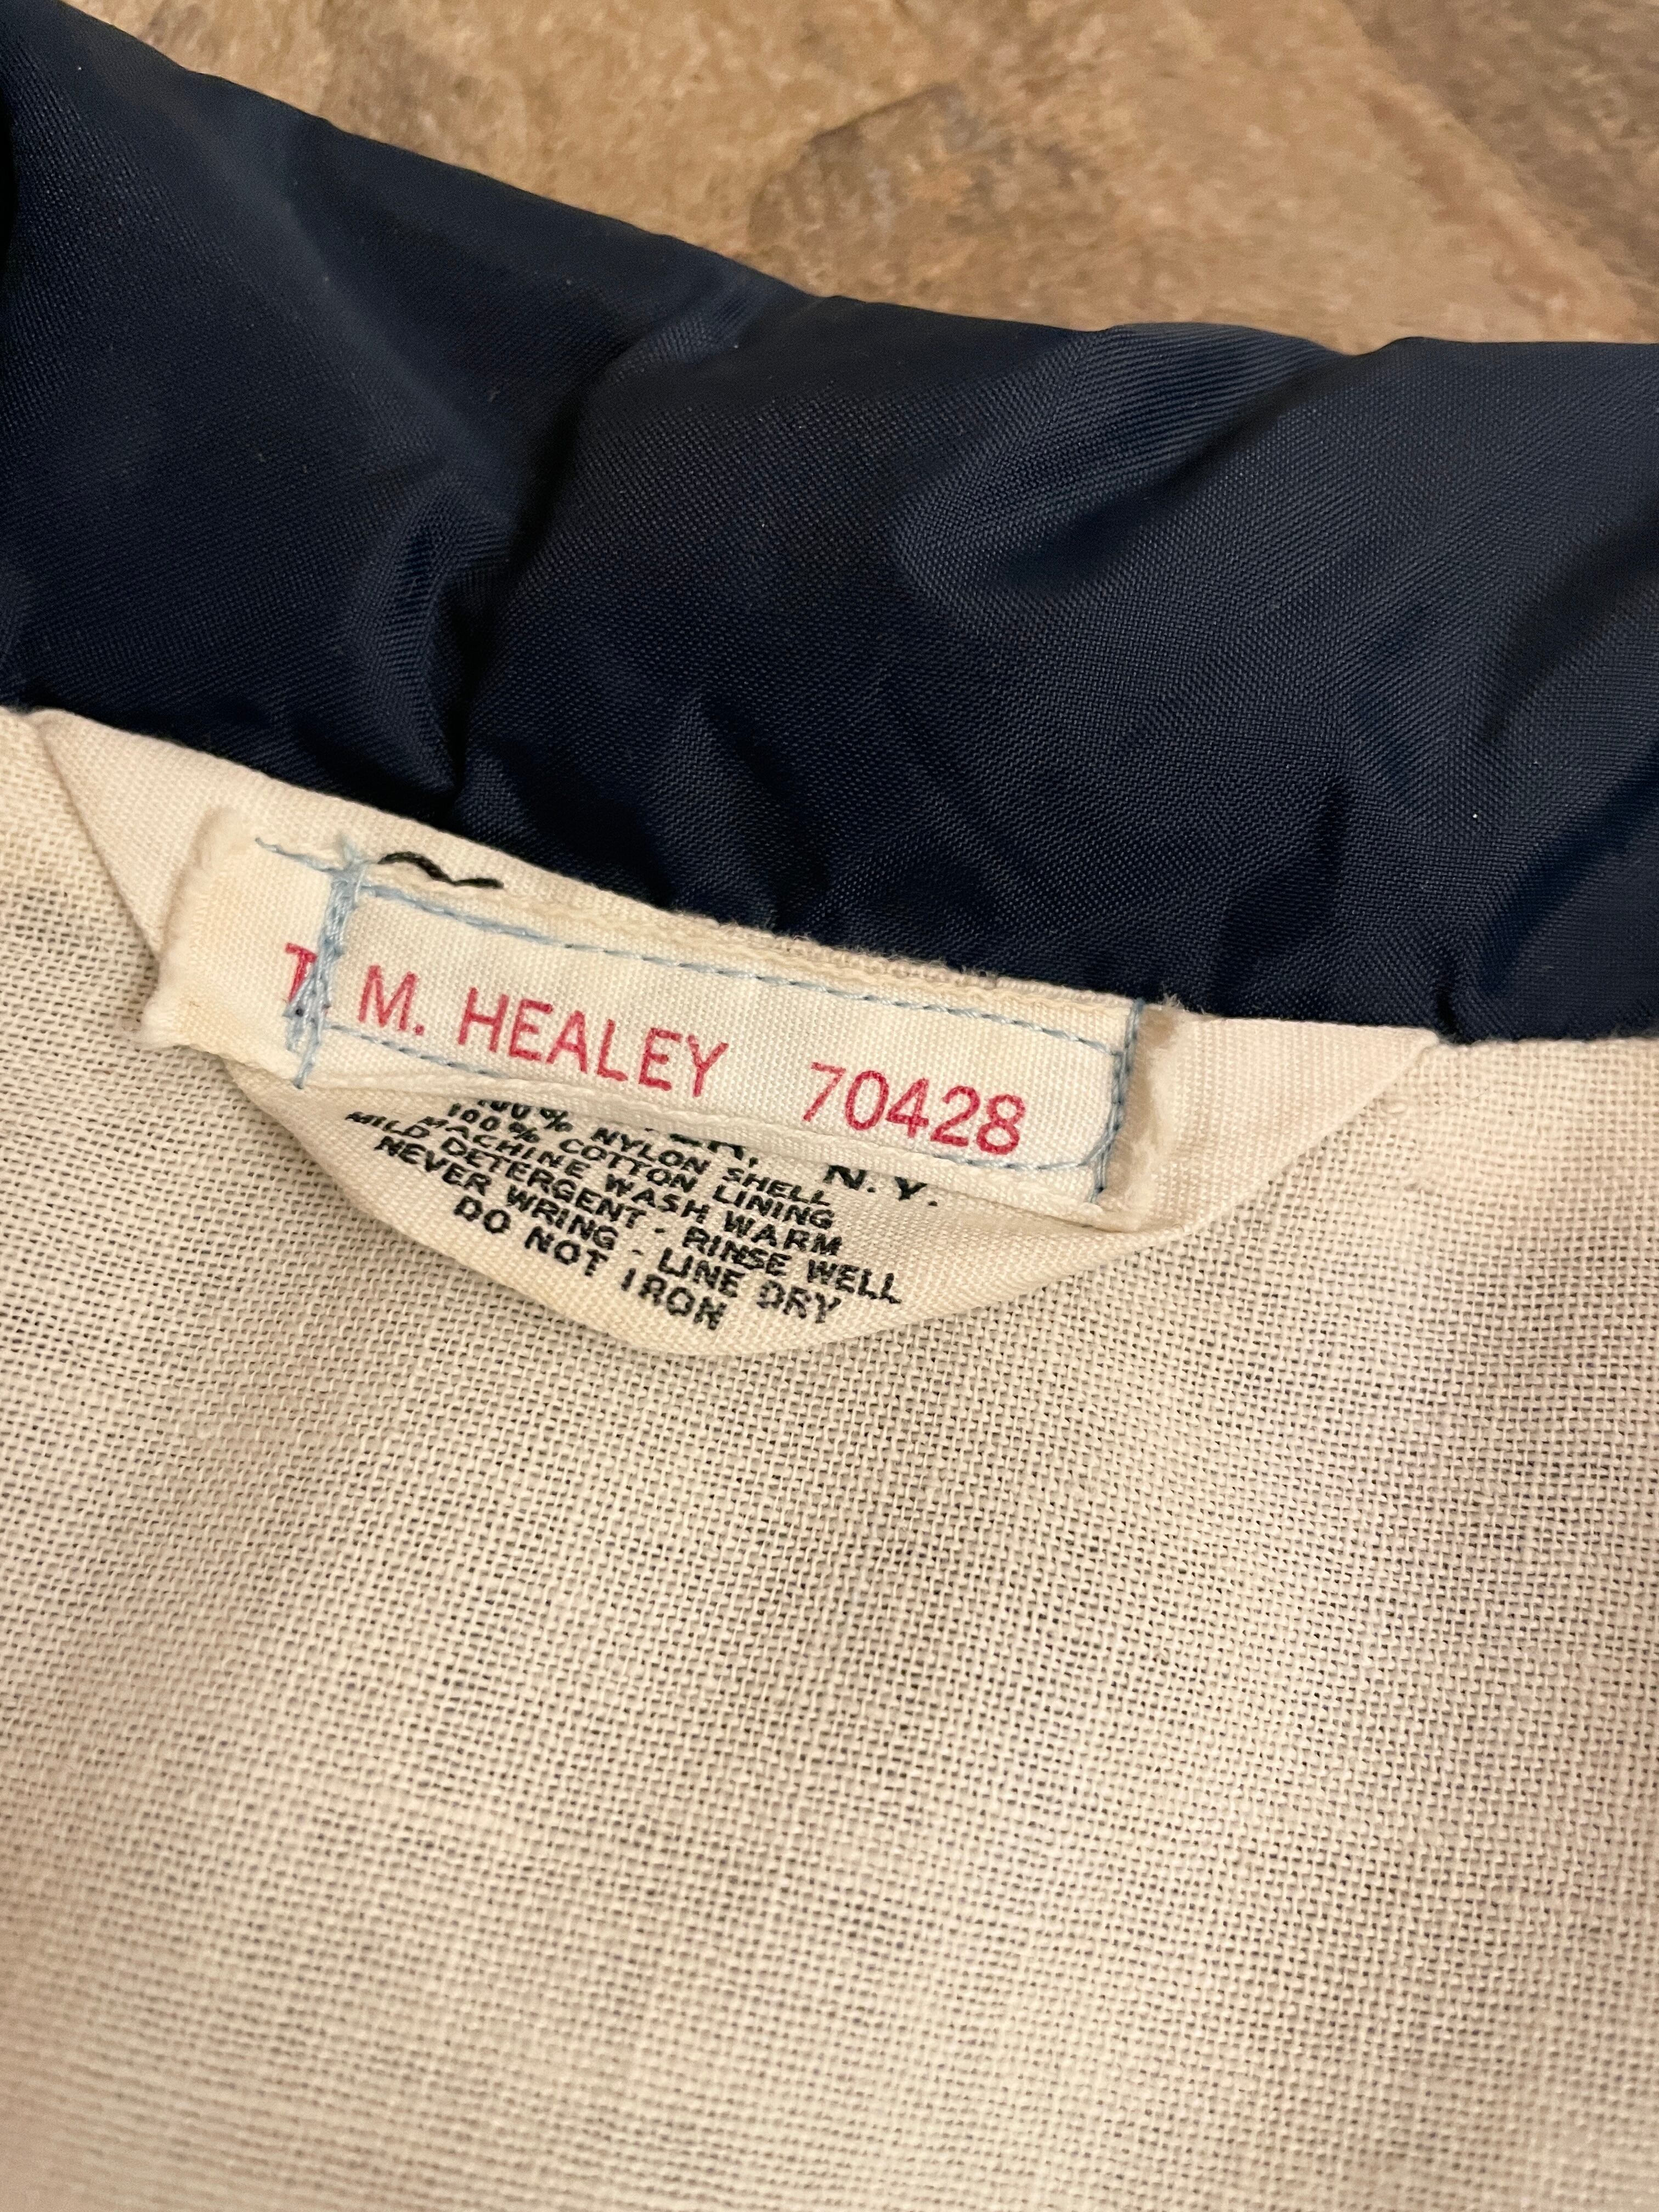 T. M. HEALEY 70428
N.Y.
100% NYLON SHELL
100% COTTON LINING
MACHINE WASH WARM
MILD DETERGENT - RINSE WELL
NEVER WRING - LINE DRY
DO NOT IRON